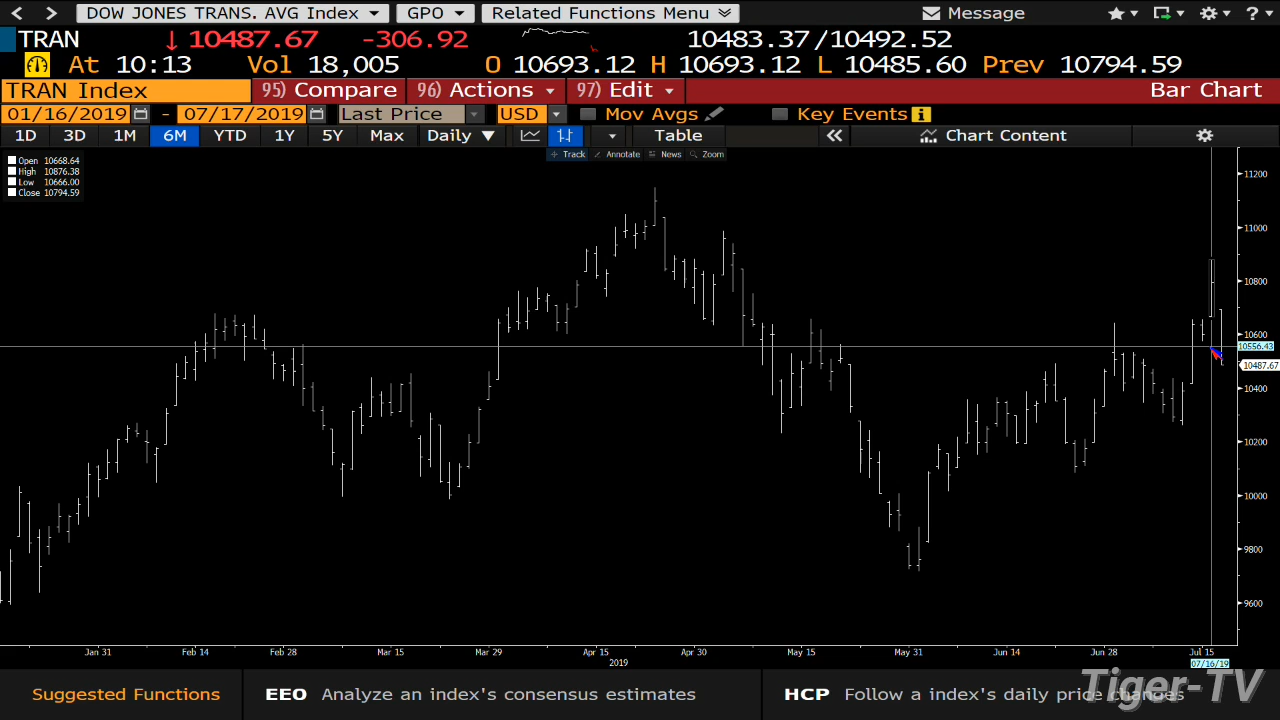 DOW JONES TRANS. AVG Index GPO Related Functions Menu Message ?
TRAN ↓ 10487.67 -306.92 10483.37/10492.52
At 10:13 Vol 18,005 O 10693.12 H 10693.12 L 10485.60 Prev 10794.59
TRAN Index 95) Compare 96) Actions 97) Edit Bar Chart
01/16/2019 - 07/17/2019 Last Price USD Mov Avgs Key Events i
1D 3D 1M 6M YTD 1Y 5Y Max Daily ▼ Table « Chart Content
Track Annotate News Zoom
Open 10668.64
High 10876.38
Low 10666.00
Close 10794.59
11200
11000
10800
10600
10556.43
10487.67
10400
10200
10000
9800
9600
Jan 31 Feb 14 Feb 28 Mar 15 Mar 29 Apr 15 Apr 30 May 15 May 31 Jun 14 Jun 28 Jul 15
2019 07/16/19
Suggested Functions EEO Analyze an index's consensus estimates HCP Follow a index's daily price changes
Tiger-TV